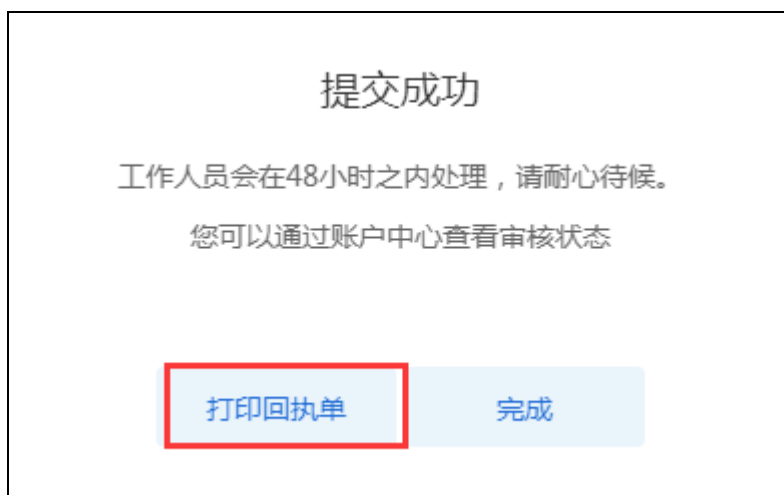 提交成功
工作人员会在48小时之内处理，请耐心待候。
您可以通过账户中心查看审核状态
打印回执单 完成